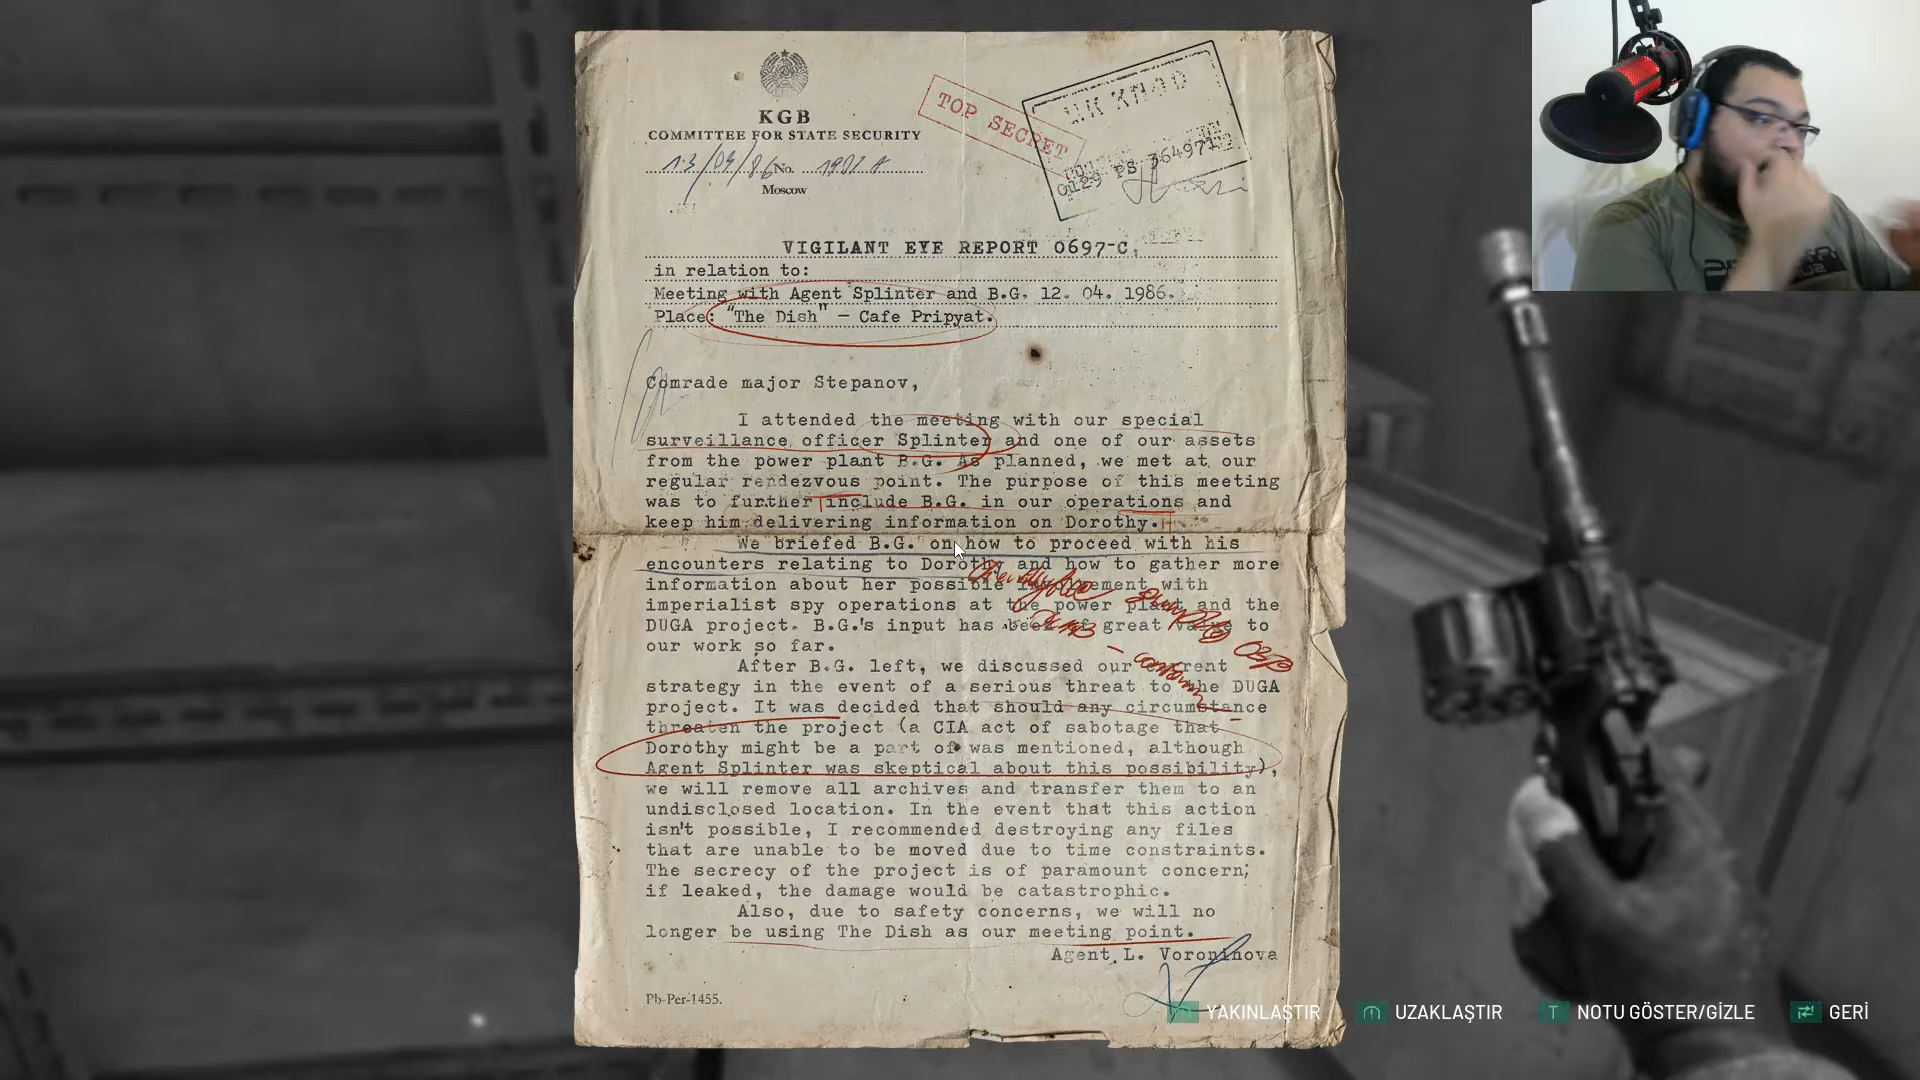 KGB
COMMITTEE FOR STATE SECURITY
13/04/86 No. 1982 A
Moscow
TOP SECRET
0129 PS 3649712
VIGILANT EYE REPORT 0697-C
in relation to:
Meeting with Agent Splinter and B.G. 12. 04. 1986.
Place: "The Dish" — Cafe Pripyat.
Comrade major Stepanov,
I attended the meeting with our special
surveillance officer Splinter and one of our assets
from the power plant B.G. As planned, we met at our
regular rendezvous point. The purpose of this meeting
was to further include B.G. in our operations and
keep him delivering information on Dorothy.
We briefed B.G. on how to proceed with his
encounters relating to Dorothy and how to gather more
information about her possible involvement with
imperialist spy operations at the power plant and the
DUGA project. B.G.'s input has been of great value to
our work so far.
After B.G. left, we discussed our current
strategy in the event of a serious threat to the DUGA
project. It was decided that should any circumstance
threaten the project (a CIA act of sabotage that
Dorothy might be a part of was mentioned, although
Agent Splinter was skeptical about this possibility),
we will remove all archives and transfer them to an
undisclosed location. In the event that this action
isn't possible, I recommended destroying any files
that are unable to be moved due to time constraints.
The secrecy of the project is of paramount concern;
if leaked, the damage would be catastrophic.
Also, due to safety concerns, we will no
longer be using The Dish as our meeting point.
Agent L. Voroninova
Pb-Per-1455.
YAKINLAŞTIR UZAKLAŞTIR T NOTU GÖSTER/GİZLE GERİ